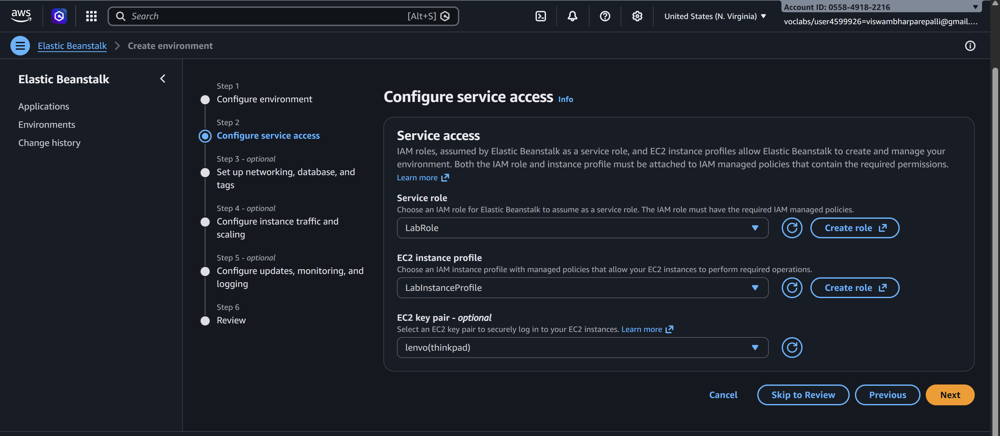 aws
Search
[Alt+S]
United States (N. Virginia)
Account ID: 0558-4918-2216
voclabs/user4599926=viswambharparepalli@gmail....
Elastic Beanstalk
Create environment
Elastic Beanstalk
Applications
Environments
Change history
Step 1
Configure environment
Step 2
Configure service access
Step 3 - optional
Set up networking, database, and
tags
Step 4 - optional
Configure instance traffic and
scaling
Step 5 - optional
Configure updates, monitoring, and
logging
Step 6
Review
Configure service access Info
Service access
IAM roles, assumed by Elastic Beanstalk as a service role, and EC2 instance profiles allow Elastic Beanstalk to create and manage your
environment. Both the IAM role and instance profile must be attached to IAM managed policies that contain the required permissions.
Learn more
Service role
Choose an IAM role for Elastic Beanstalk to assume as a service role. The IAM role must have the required IAM managed policies.
LabRole
Create role
EC2 instance profile
Choose an IAM instance profile with managed policies that allow your EC2 instances to perform required operations.
LabInstanceProfile
Create role
EC2 key pair - optional
Select an EC2 key pair to securely log in to your EC2 instances. Learn more
lenvo(thinkpad)
Cancel
Skip to Review
Previous
Next